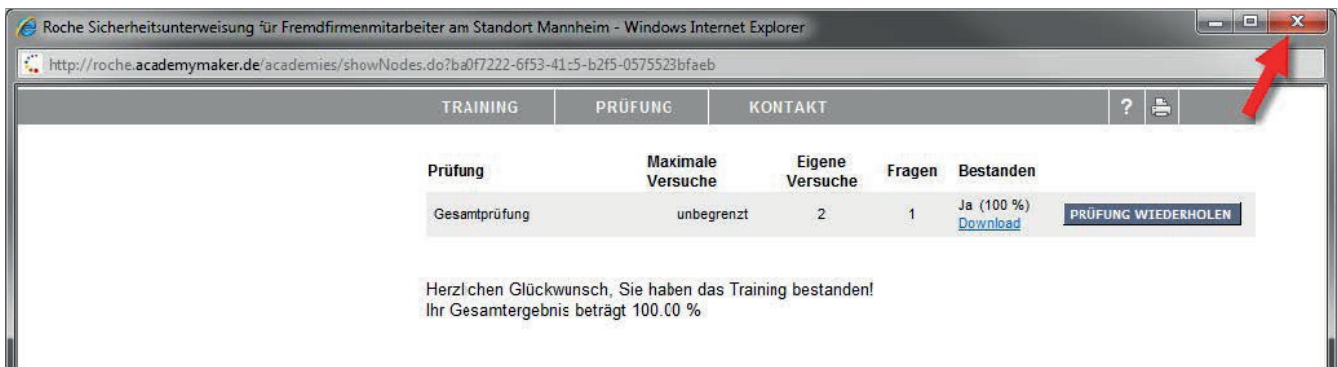 Roche Sicherheitsunterweisung für Fremdfirmenmitarbeiter am Standort Mannheim - Windows Internet Explorer
http://roche.academymaker.de/academies/showNodes.do?ba0f7222-6f53-41c5-b2f5-0575523bfaeb
TRAINING PRÜFUNG KONTAKT ?
Prüfung Maximale Versuche Eigene Versuche Fragen Bestanden
Gesamtprüfung unbegrenzt 2 1 Ja (100 %) Download PRÜFUNG WIEDERHOLEN
Herzlichen Glückwunsch, Sie haben das Training bestanden!
Ihr Gesamtergebnis beträgt 100.00 %